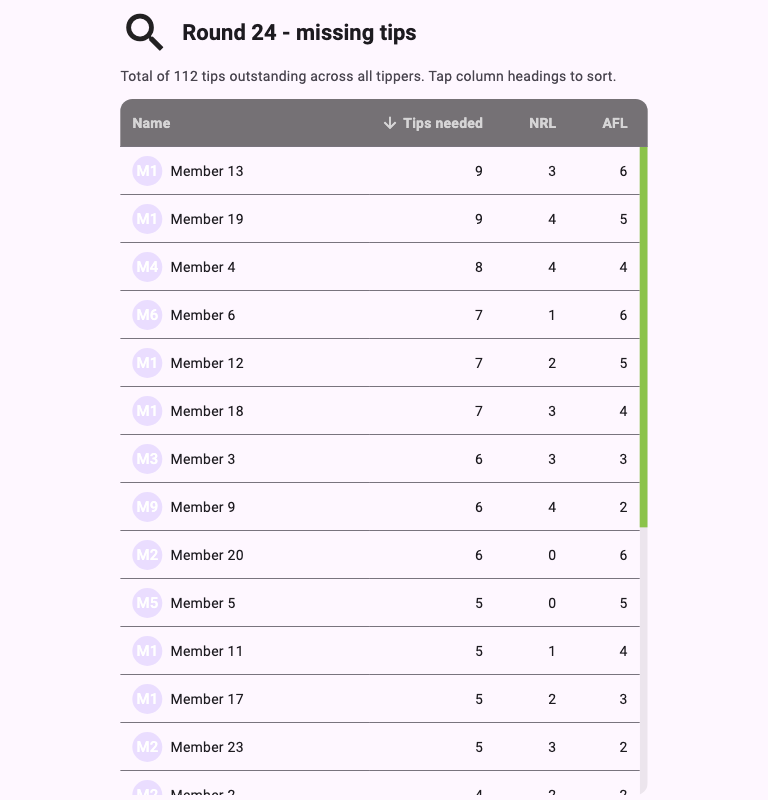 Round 24 - missing tips
Total of 112 tips outstanding across all tippers. Tap column headings to sort.
Name ↓ Tips needed NRL AFL
M1 Member 13 9 3 6
M1 Member 19 9 4 5
M4 Member 4 8 4 4
M6 Member 6 7 1 6
M1 Member 12 7 2 5
M1 Member 18 7 3 4
M3 Member 3 6 3 3
M9 Member 9 6 4 2
M2 Member 20 6 0 6
M5 Member 5 5 0 5
M1 Member 11 5 1 4
M1 Member 17 5 2 3
M2 Member 23 5 3 2
Member 2 4 2 2